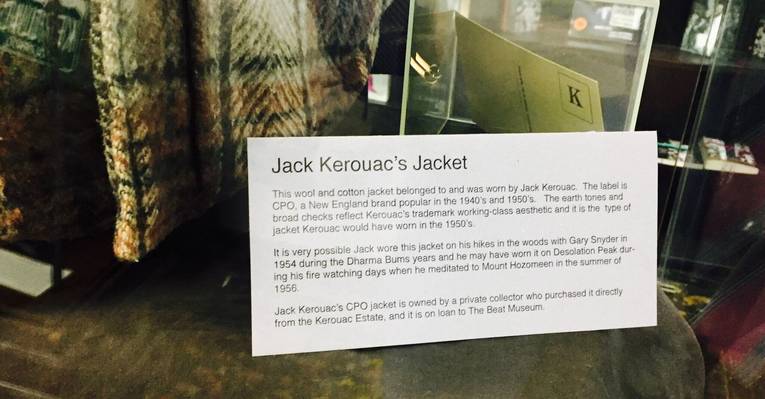 K
Jack Kerouac's Jacket
This wool and cotton jacket belonged to and was worn by Jack Kerouac. The label is
CPO, a New England brand popular in the 1940's and 1950's. The earth tones and
broad checks reflect Kerouac's trademark working-class aesthetic and it is the type of
jacket Kerouac would have worn in the 1950's.
It is very possible Jack wore this jacket on his hikes in the woods with Gary Snyder in
1954 during the Dharma Bums years and he may have worn it on Desolation Peak dur-
ing his fire watching days when he meditated to Mount Hozomeen in the summer of
1956.
Jack Kerouac's CPO jacket is owned by a private collector who purchased it directly
from the Kerouac Estate, and it is on loan to The Beat Museum.